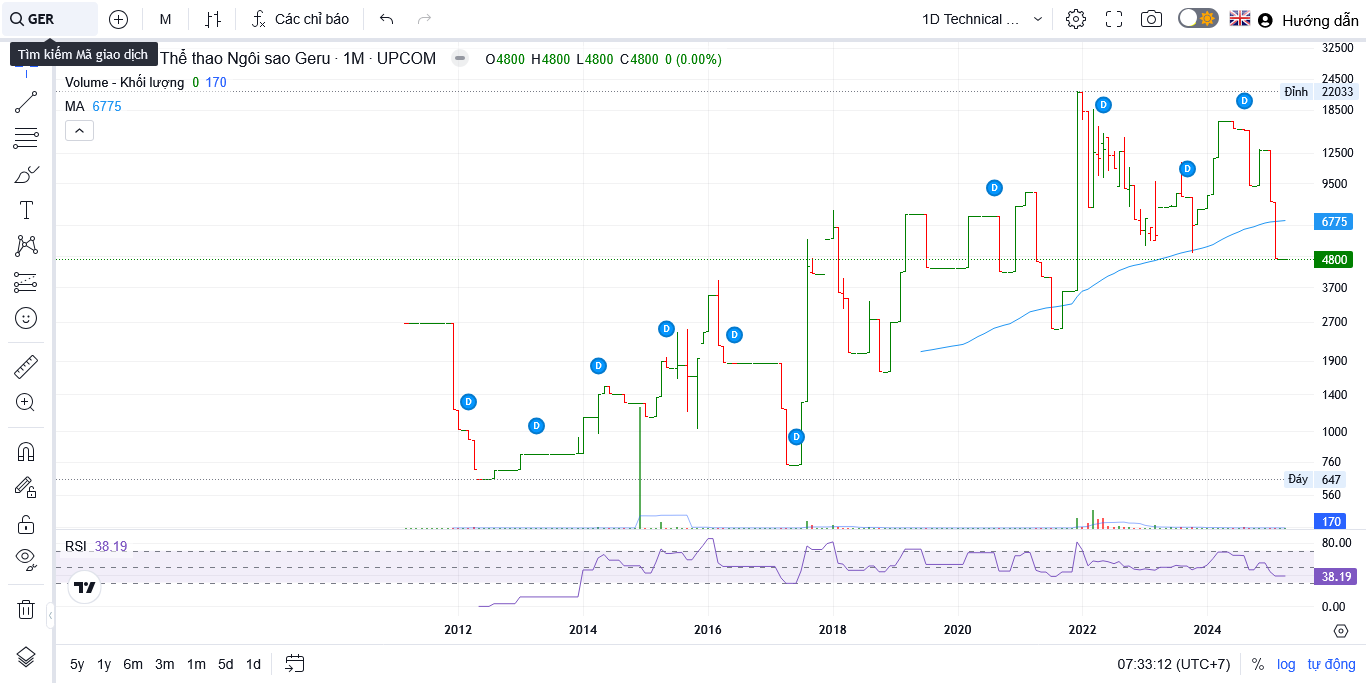 GER
M
Các chỉ báo
1D Technical ...
Hướng dẫn
Tìm kiếm Mã giao dịch
Thể thao Ngôi sao Geru · 1M · UPCOM
O4800 H4800 L4800 C4800 0 (0.00%)
Volume - Khối lượng 0 170
MA 6775
32500
24500
Đỉnh 22033
18500
12500
9500
6775
4800
3700
2700
1900
1400
1000
760
Đáy 647
560
170
D
D
D
D
D
D
D
D
D
D
RSI 38.19
80.00
38.19
0.00
2012 2014 2016 2018 2020 2022 2024
5y 1y 6m 3m 1m 5d 1d
07:33:12 (UTC+7) % log tự động